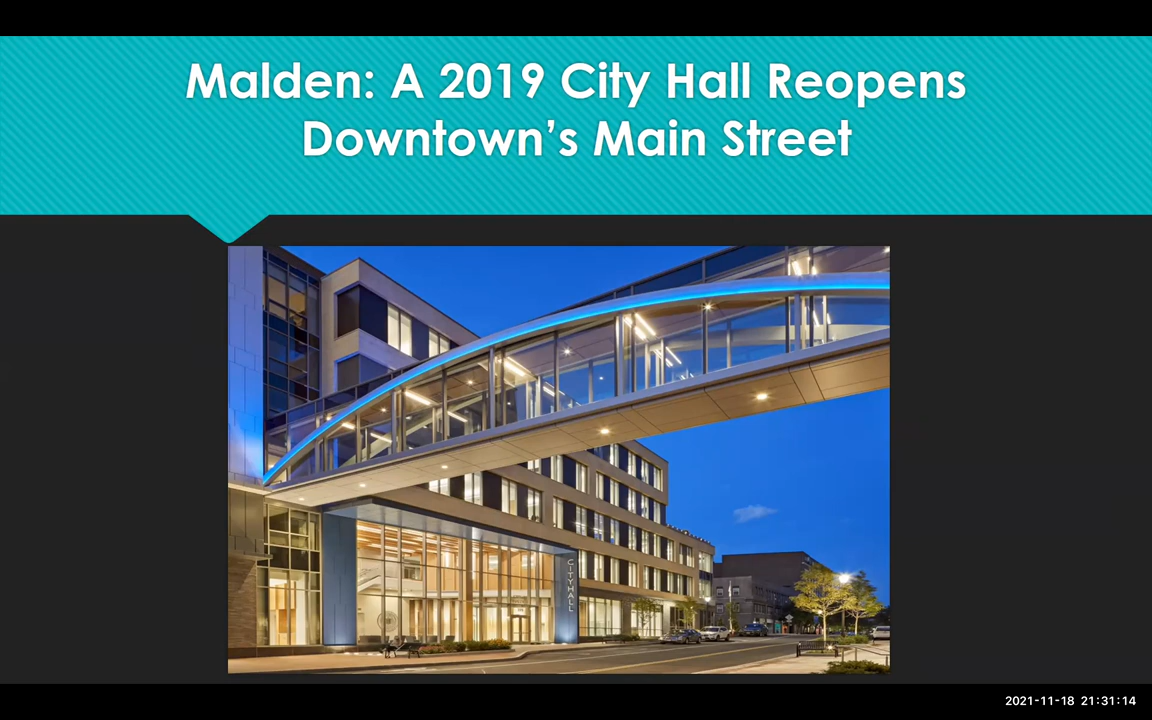 Malden: A 2019 City Hall Reopens
Downtown’s Main Street
CITY HALL
2021-11-18 21:31:14